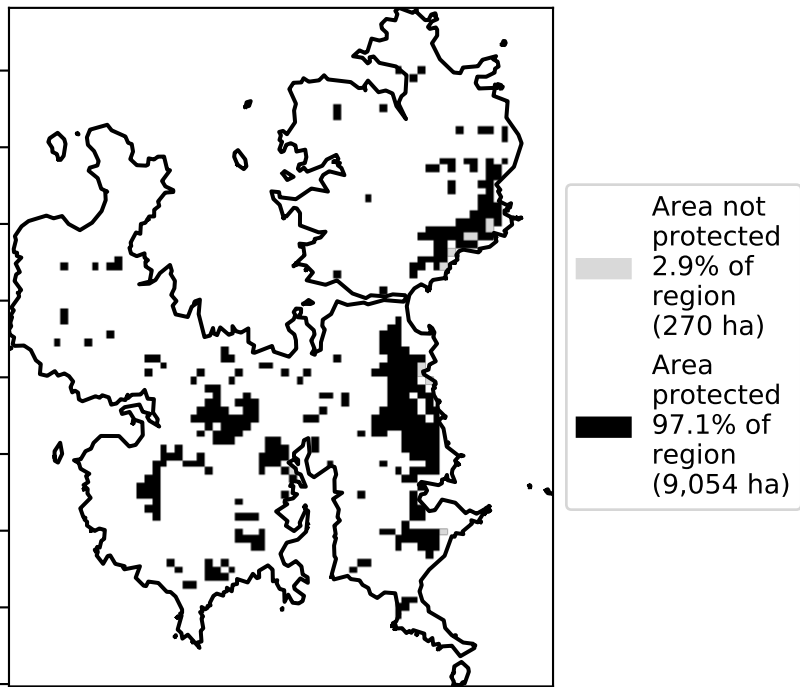 Area not
protected
2.9% of
region
(270 ha)
Area
protected
97.1% of
region
(9,054 ha)